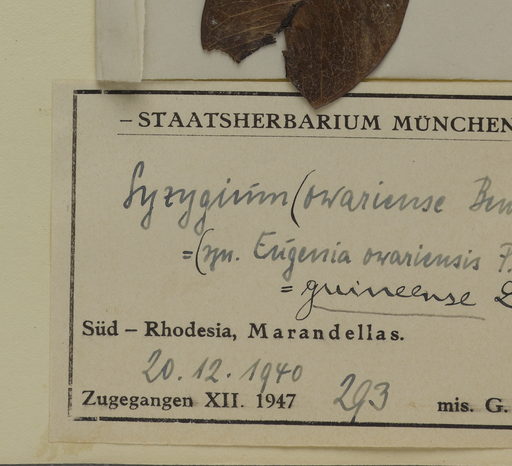 – STAATSHERBARIUM MÜNCHEN
Syzygium (owariense
=(syn. Eugenia owariensis P.
= guineense
Süd – Rhodesia, Marandellas.
20. 12. 1940
Zugegangen XII. 1947 293 mis. G.